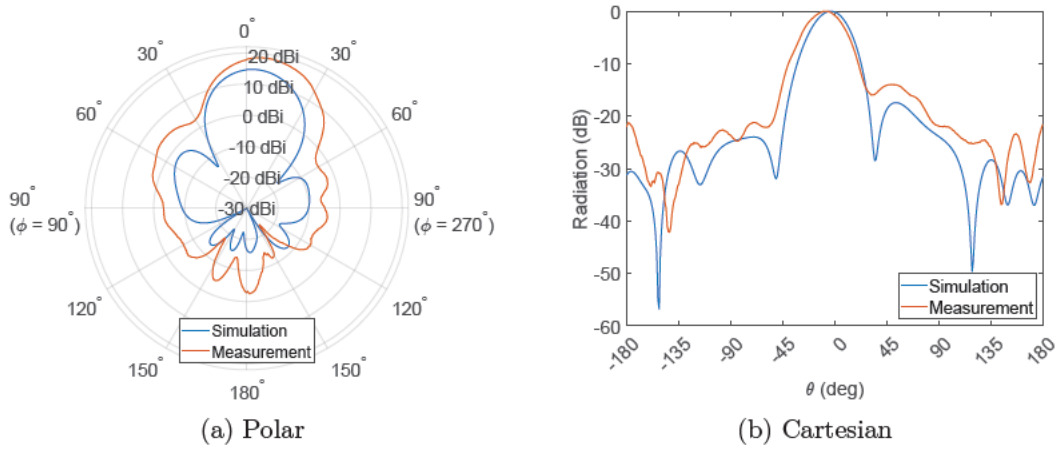 0°
30°
30°
20 dBi
10 dBi
60°
60°
0 dBi
-10 dBi
-20 dBi
90°
-30 dBi
90°
(ϕ = 90°)
(ϕ = 270°)
120°
120°
Simulation
Measurement
150°
150°
180°
(a) Polar
0
-10
-20
-30
-40
-50
-60
Radiation (dB)
Simulation
Measurement
-180
-135
-90
-45
0
45
90
135
180
θ (deg)
(b) Cartesian